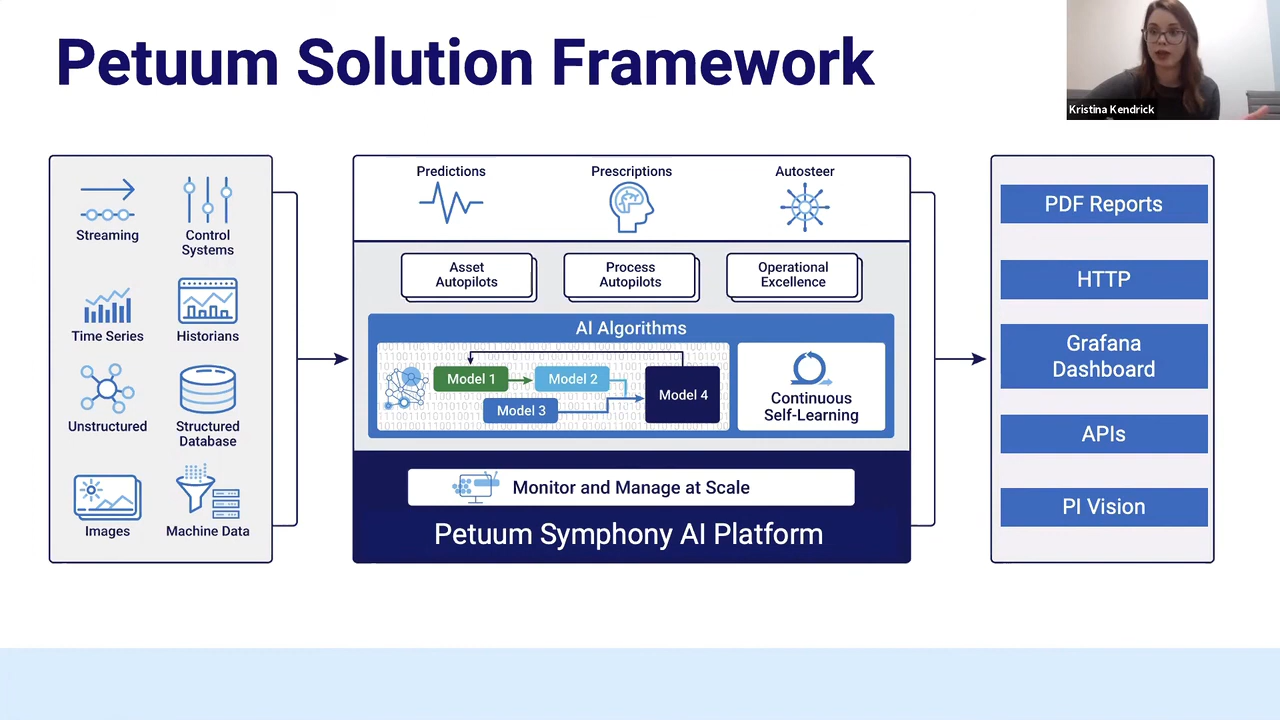 Petuum Solution Framework
Kristina Kendrick
Streaming
Control
Systems
Time Series
Historians
Unstructured
Structured
Database
Images
Machine Data
Predictions
Prescriptions
Autosteer
Asset
Autopilots
Process
Autopilots
Operational
Excellence
AI Algorithms
Model 1
Model 2
Model 3
Model 4
Continuous
Self-Learning
Monitor and Manage at Scale
Petuum Symphony AI Platform
PDF Reports
HTTP
Grafana
Dashboard
APIs
PI Vision